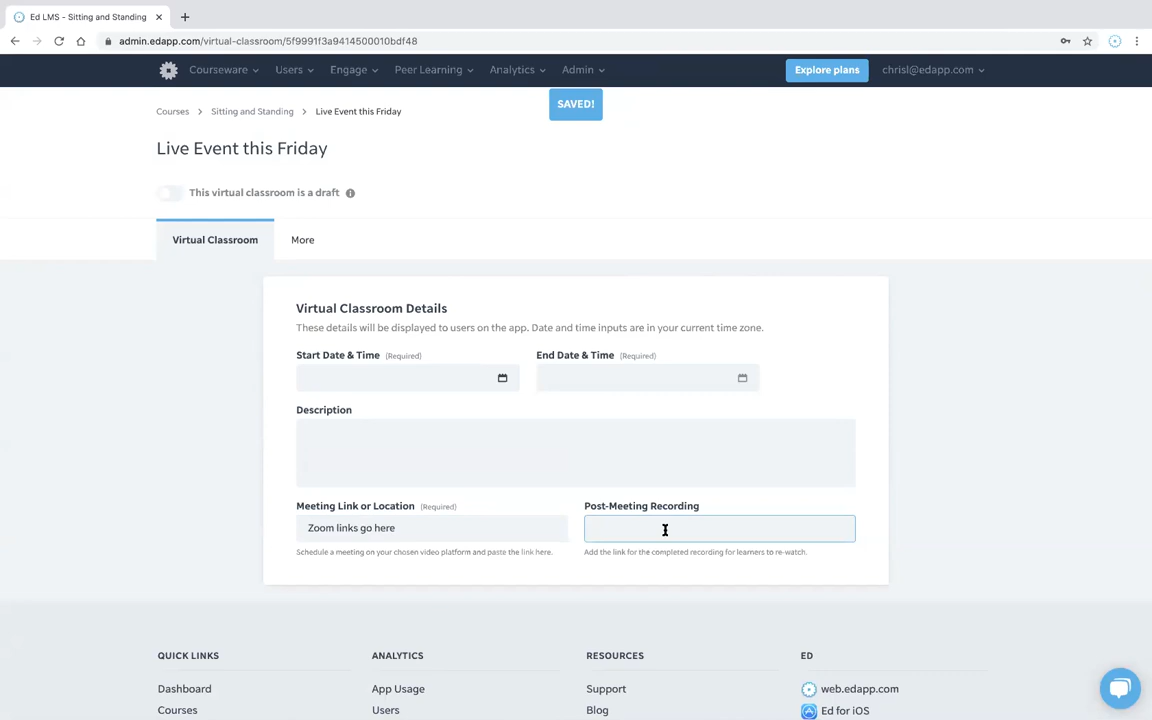 Ed LMS - Sitting and Standing
admin.edapp.com/virtual-classroom/5f9991f3a9414500010bdf48
Courseware Users Engage Peer Learning Analytics Admin Explore plans chrisl@edapp.com
SAVED!
Courses > Sitting and Standing > Live Event this Friday
Live Event this Friday
This virtual classroom is a draft
Virtual Classroom More
Virtual Classroom Details
These details will be displayed to users on the app. Date and time inputs are in your current time zone.
Start Date & Time (Required) End Date & Time (Required)
Description
Meeting Link or Location (Required) Post-Meeting Recording
Zoom links go here
Schedule a meeting on your chosen video platform and paste the link here. Add the link for the completed recording for learners to re-watch.
QUICK LINKS ANALYTICS RESOURCES ED
Dashboard App Usage Support web.edapp.com
Courses Users Blog Ed for iOS